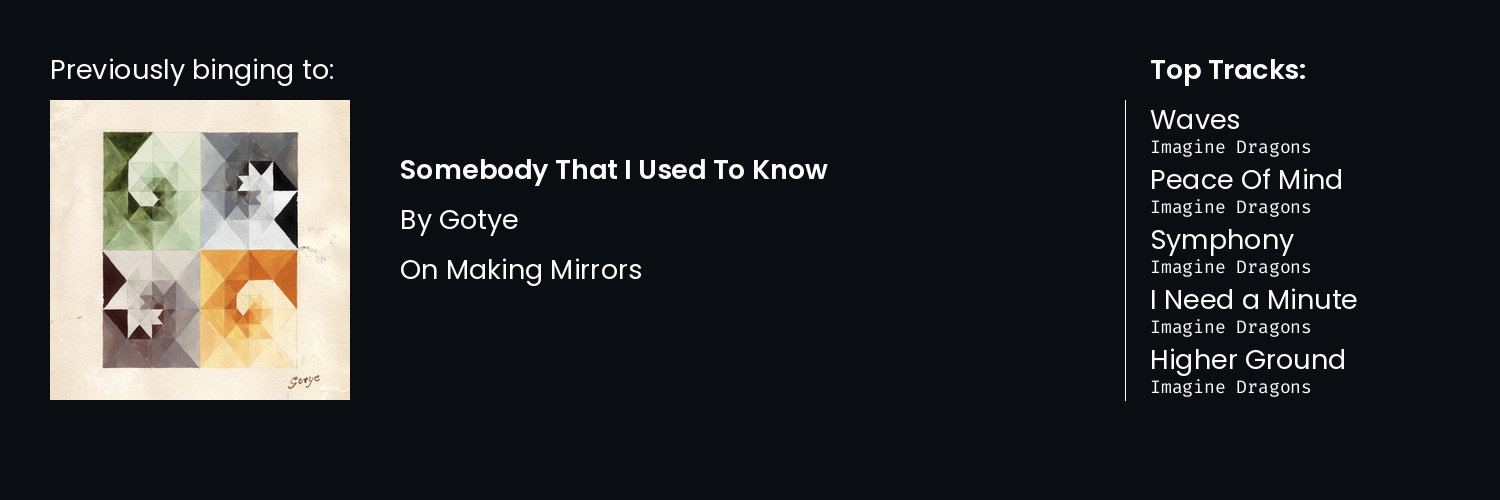 Previously binging to:
Gotye
Somebody That I Used To Know
By Gotye
On Making Mirrors
Top Tracks:
Waves
Imagine Dragons
Peace Of Mind
Imagine Dragons
Symphony
Imagine Dragons
I Need a Minute
Imagine Dragons
Higher Ground
Imagine Dragons